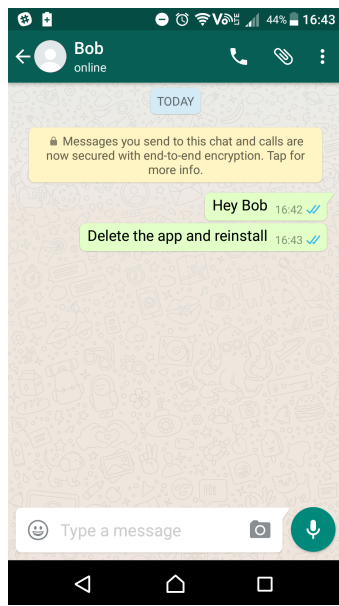 44% 16:43
Bob
online
TODAY
Messages you send to this chat and calls are
now secured with end-to-end encryption. Tap for
more info.
Hey Bob 16:42
Delete the app and reinstall 16:43
Type a message